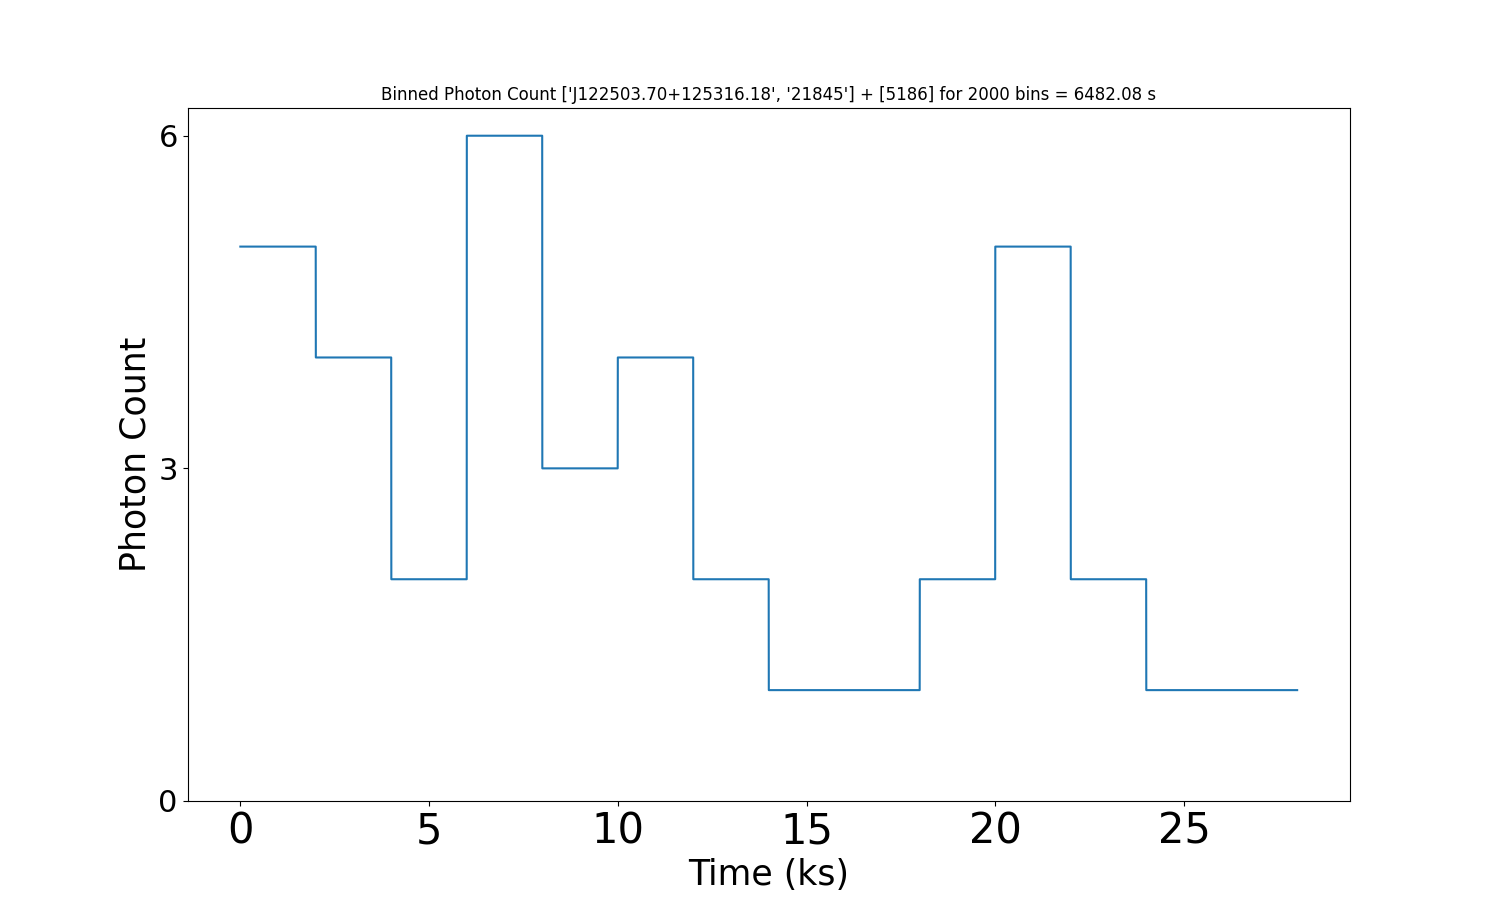 Binned Photon Count ['J122503.70+125316.18', '21845'] + [5186] for 2000 bins = 6482.08 s
6
3
0
Photon Count
0 5 10 15 20 25
Time (ks)